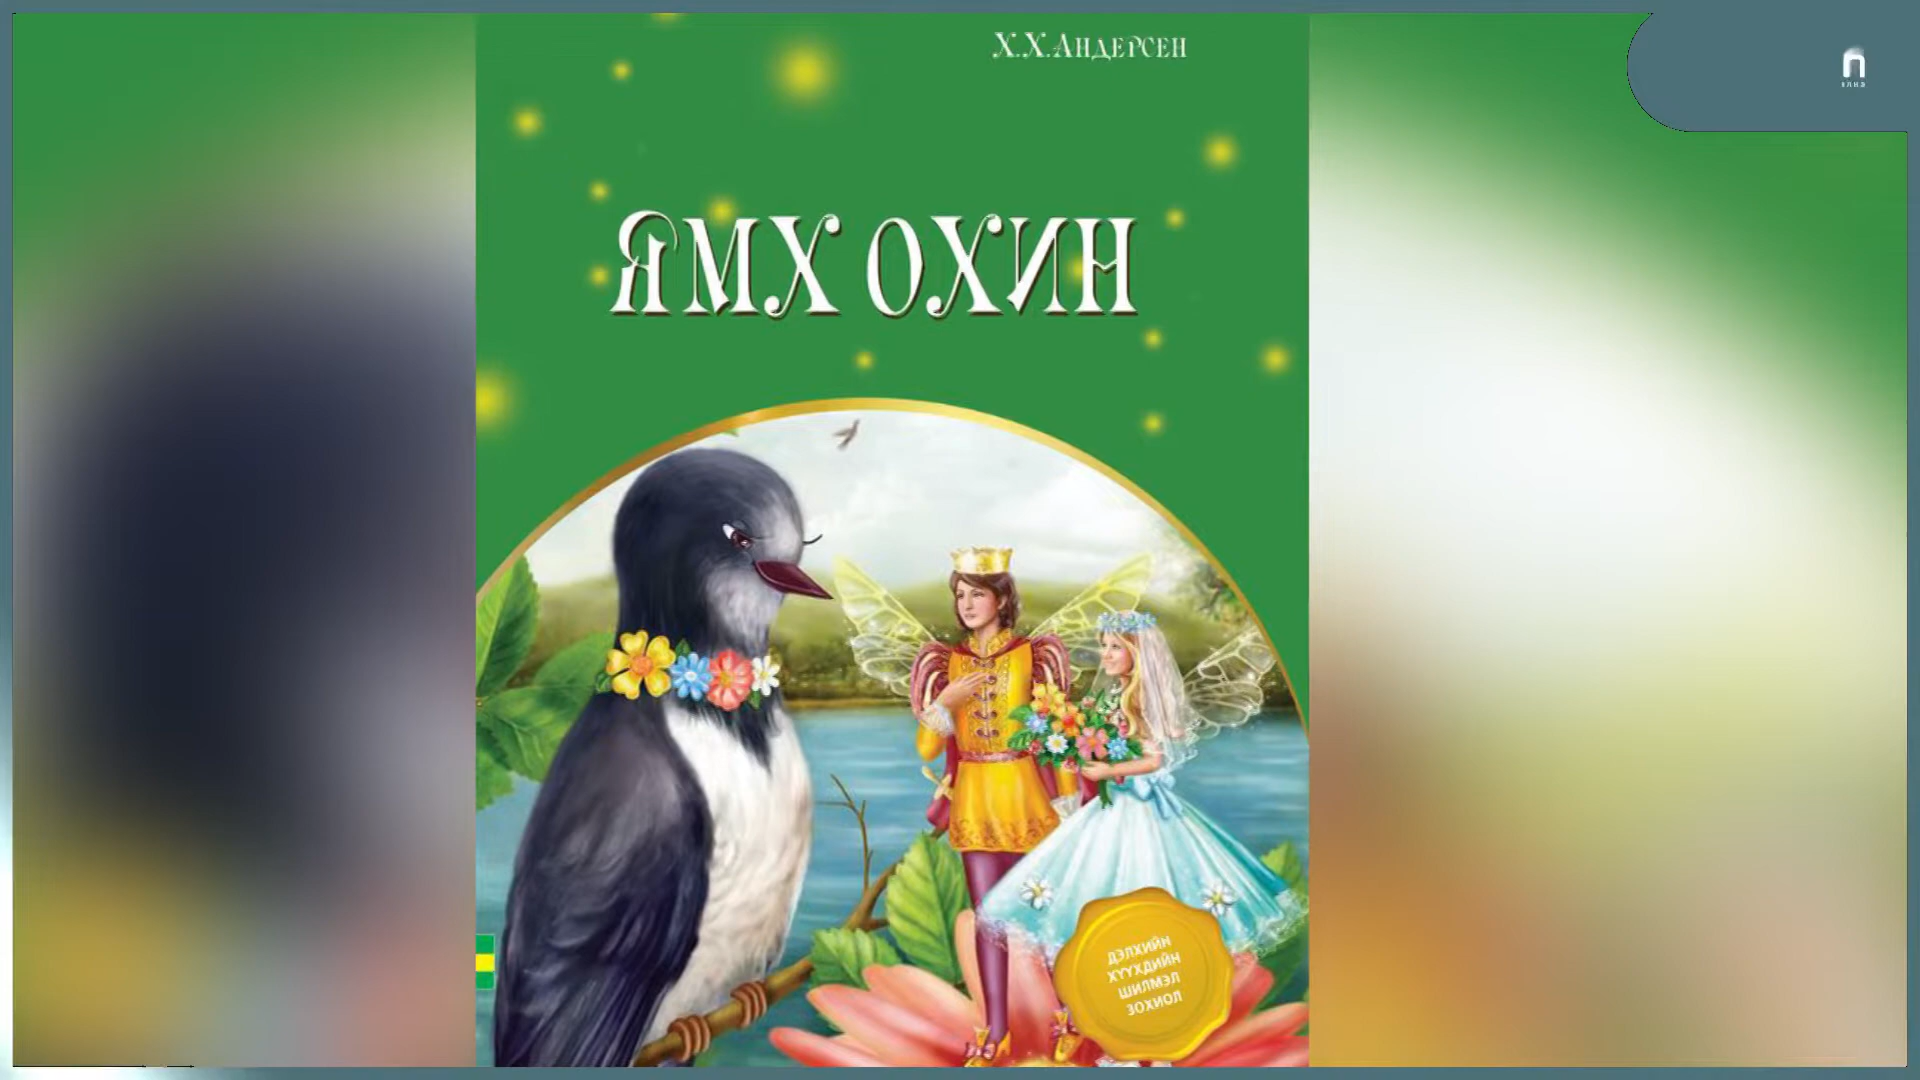 Х.Х.Андерсен
ЯМХ ОХИН
ДЭЛХИЙН
ХҮҮХДИЙН
ШИЛМЭЛ
ЗОХИОЛ